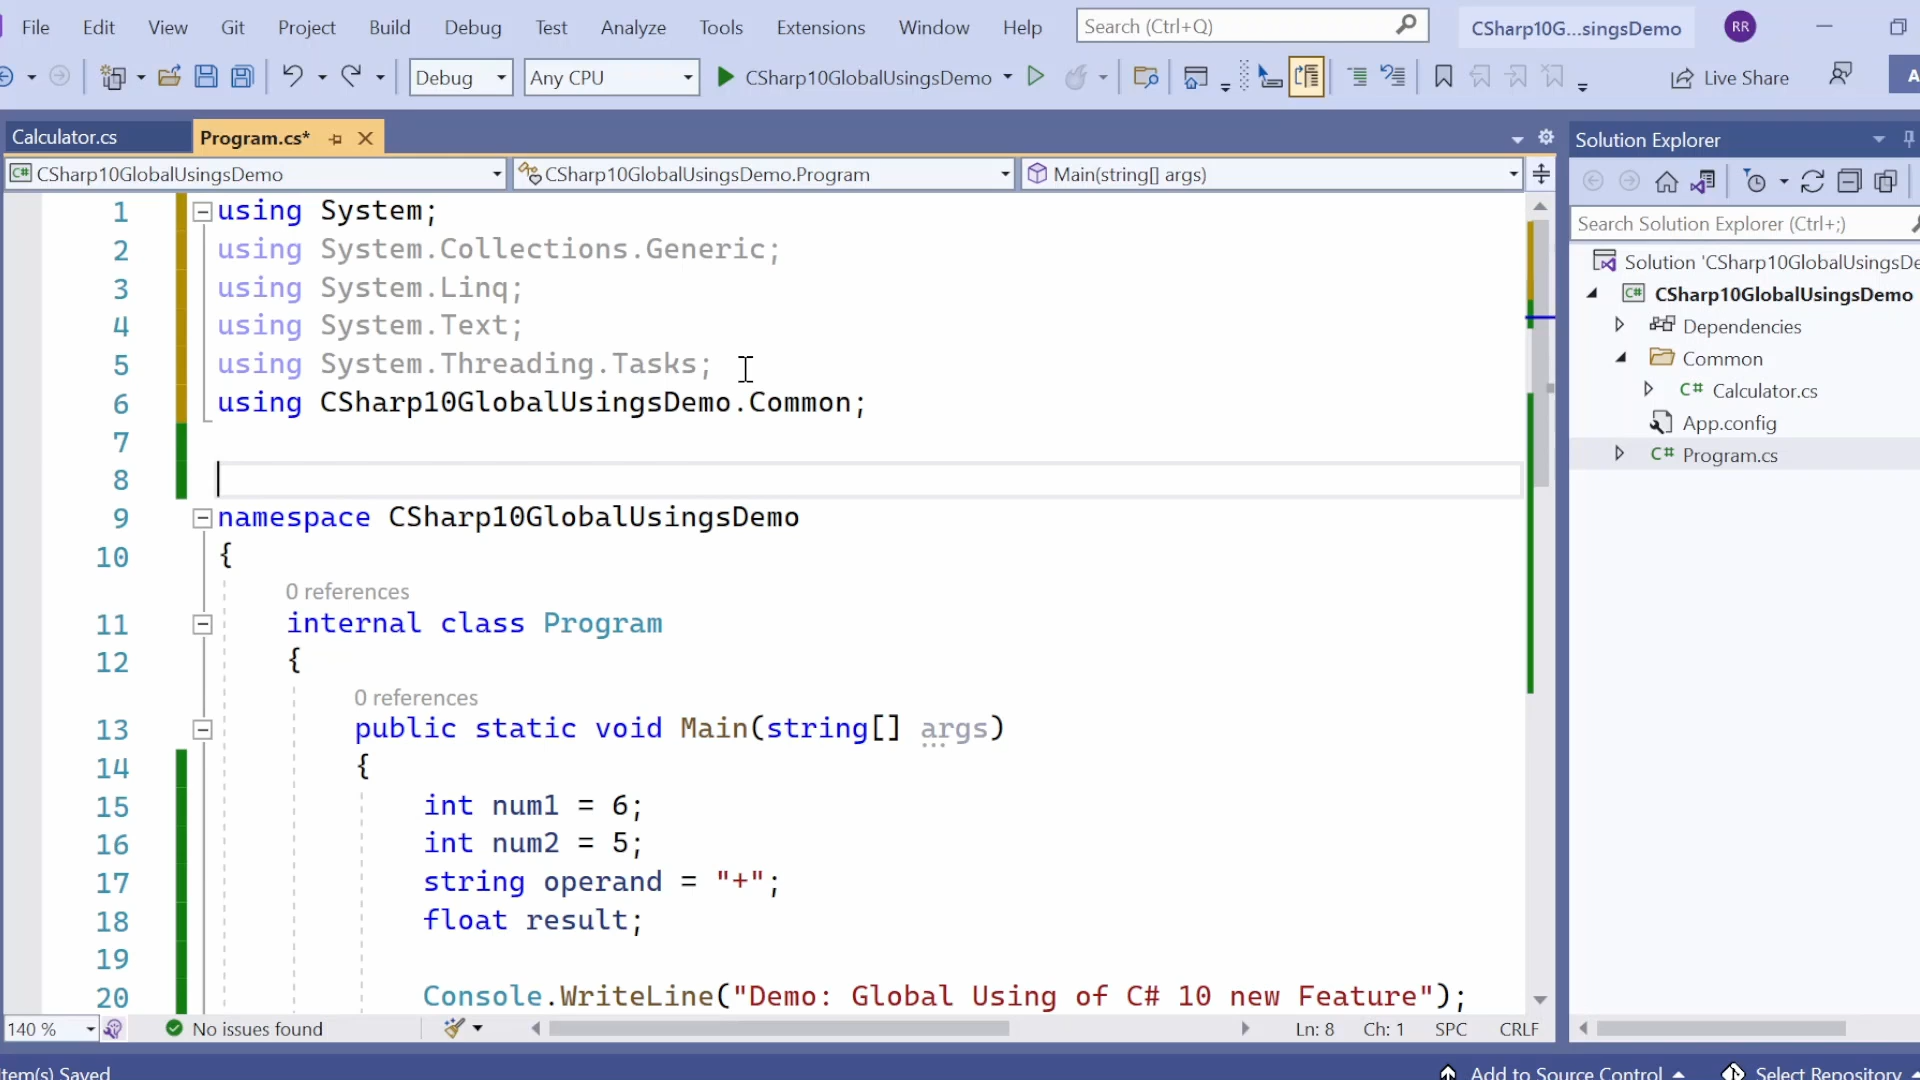 File Edit View Git Project Build Debug Test Analyze Tools Extensions Window Help Search (Ctrl+Q) CSharp10G...singsDemo RR
Debug Any CPU CSharp10GlobalUsingsDemo Live Share A
Calculator.cs Program.cs*
CSharp10GlobalUsingsDemo CSharp10GlobalUsingsDemo.Program Main(string[] args)
1 using System;
2 using System.Collections.Generic;
3 using System.Linq;
4 using System.Text;
5 using System.Threading.Tasks;
6 using CSharp10GlobalUsingsDemo.Common;
7
8
9 namespace CSharp10GlobalUsingsDemo
10 {
0 references
11 internal class Program
12 {
0 references
13 public static void Main(string[] args)
14 {
15 int num1 = 6;
16 int num2 = 5;
17 string operand = "+";
18 float result;
19
20 Console.WriteLine("Demo: Global Using of C# 10 new Feature");
140 % No issues found Ln: 8 Ch: 1 SPC CRLF
Solution Explorer
Search Solution Explorer (Ctrl+;)
Solution 'CSharp10GlobalUsingsDe
C# CSharp10GlobalUsingsDemo
Dependencies
Common
C# Calculator.cs
App.config
C# Program.cs
tem(s) Saved Add to Source Control Select Repository